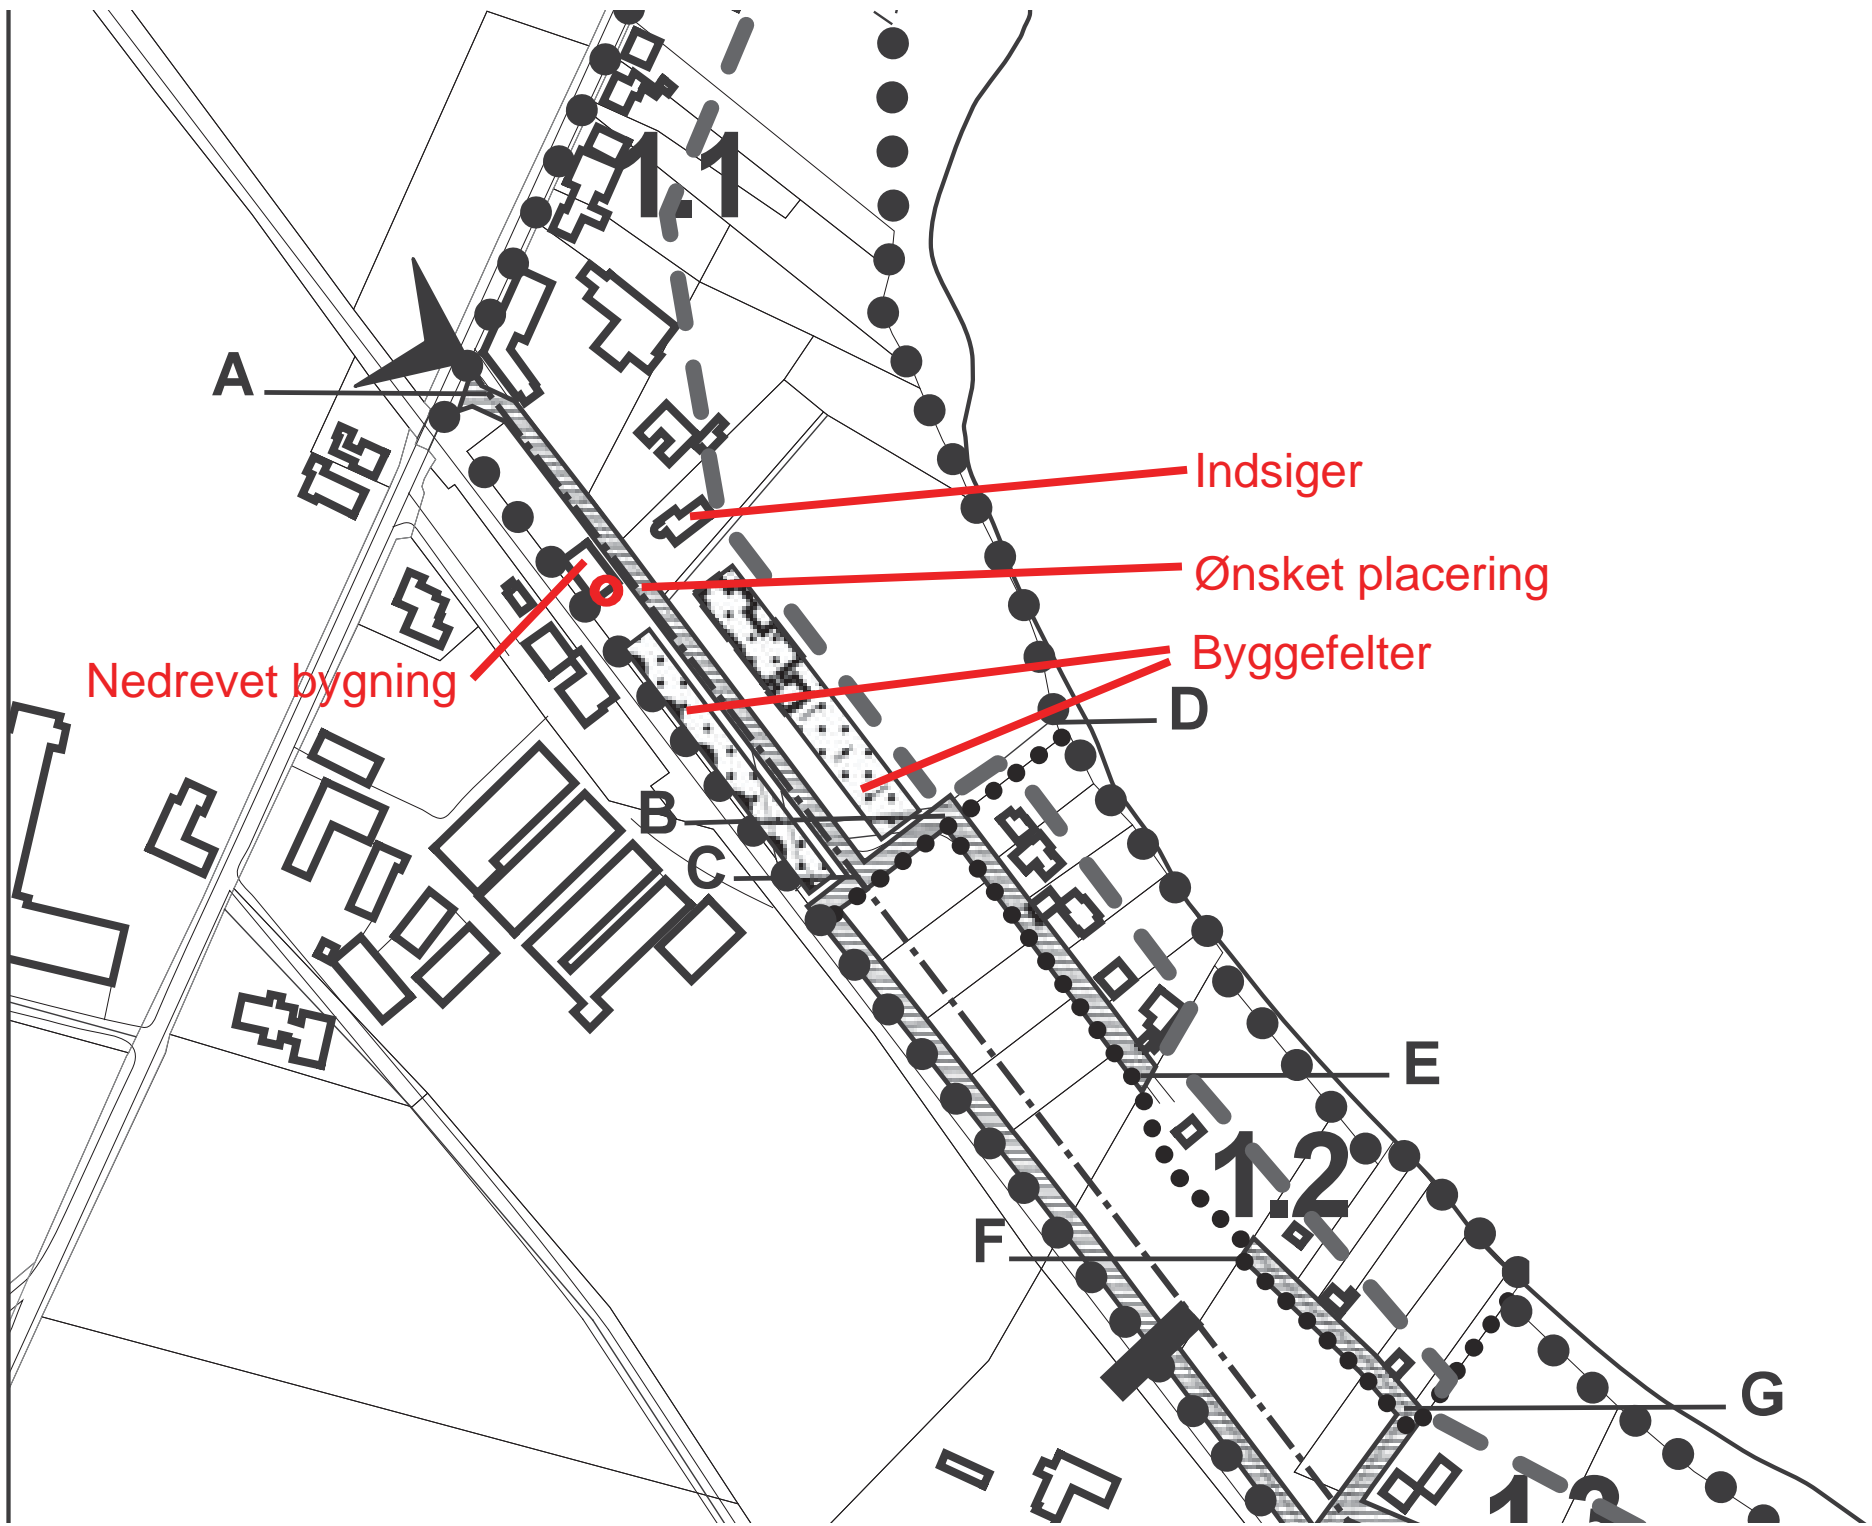 1.1
A
Indsiger
Ønsket placering
Byggefelter
Nedrevet bygning
D
B
C
E
1.2
F
G